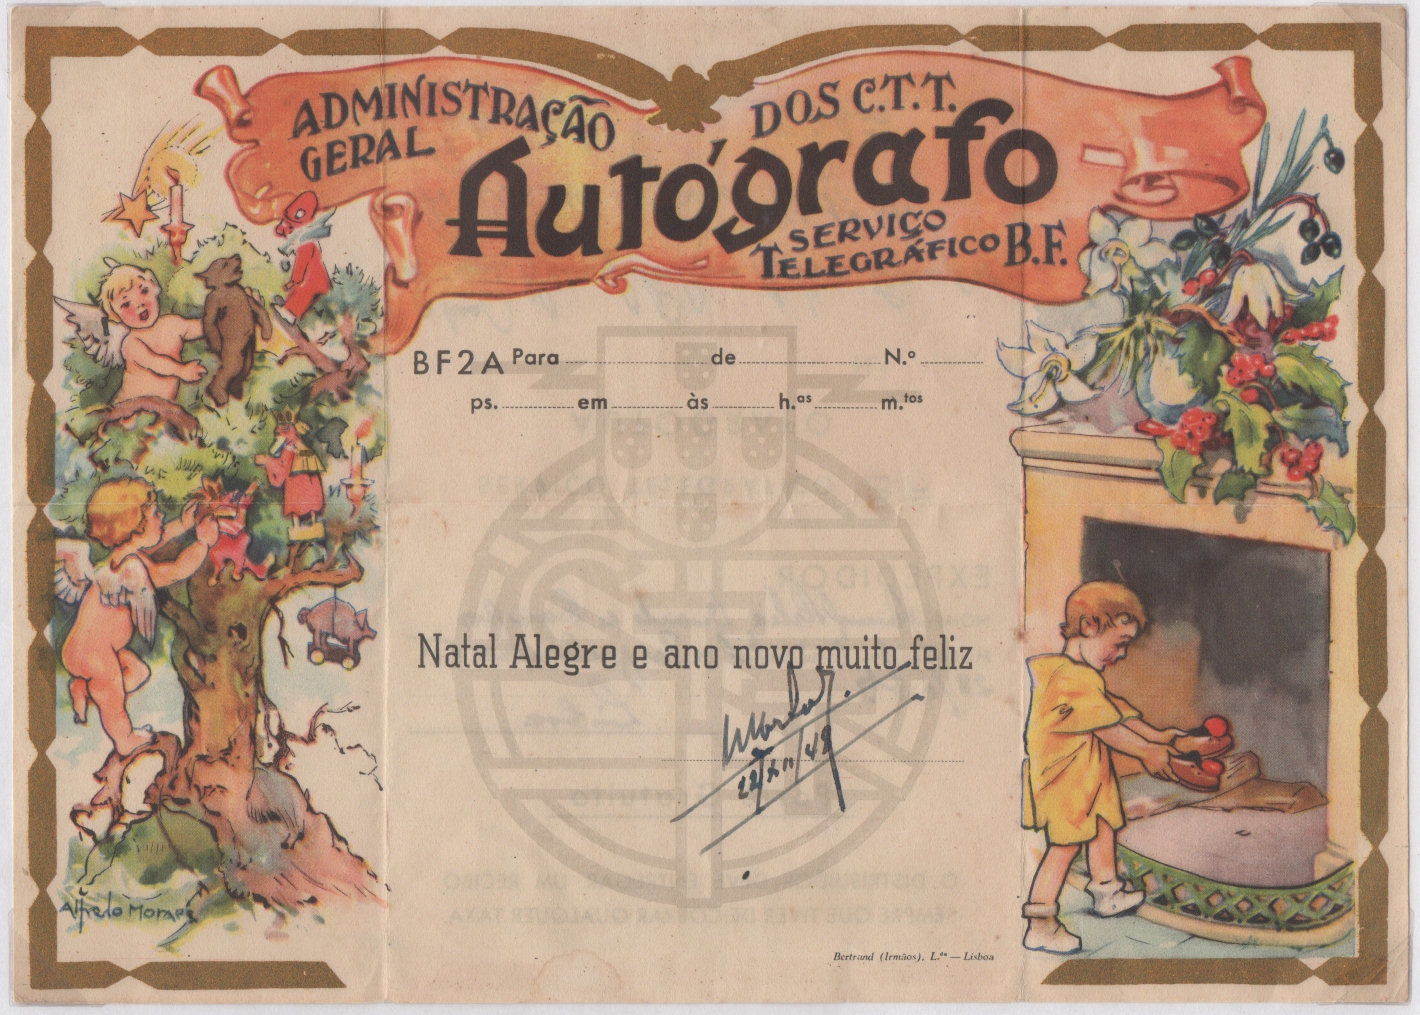 ADMINISTRAÇÃO GERAL
DOS C.T.T.
Autógrafo
SERVIÇO
TELEGRÁFICO B.F.
BF2A Para de N.º
ps. em às h.as m.tos
Natal Alegre e ano novo muito feliz
22/XII/48
Alfredo Moraes
Bertrand (Irmãos), L.da — Lisboa